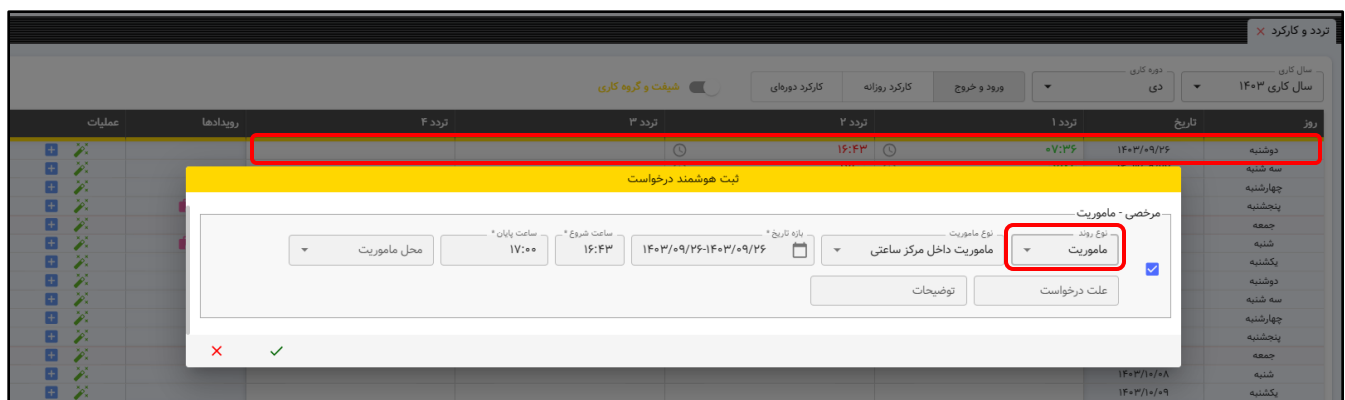 تردد و کارکرد ×
سال کاری
سال کاری ۱۴۰۳
دوره کاری
دی
ورود و خروج
کارکرد روزانه
کارکرد دوره‌ای
شیفت و گروه کاری
روز تاریخ تردد ۱ تردد ۲ تردد ۳ تردد ۴ رویدادها عملیات
دوشنبه ۱۴۰۳/۰۹/۲۶ ۰۷:۳۶ ۱۶:۴۳
سه شنبه
چهارشنبه
پنجشنبه
جمعه
شنبه
یکشنبه
دوشنبه
سه شنبه
چهارشنبه
پنجشنبه
جمعه
شنبه ۱۴۰۳/۱۰/۰۸
یکشنبه ۱۴۰۳/۱۰/۰۹
ثبت هوشمند درخواست
مرخصی - ماموریت
نوع روند
ماموریت
نوع ماموریت
ماموریت داخل مرکز ساعتی
بازه تاریخ *
۱۴۰۳/۰۹/۲۶-۱۴۰۳/۰۹/۲۶
ساعت شروع *
۱۶:۴۳
ساعت پایان *
۱۷:۰۰
محل ماموریت
علت درخواست
توضیحات